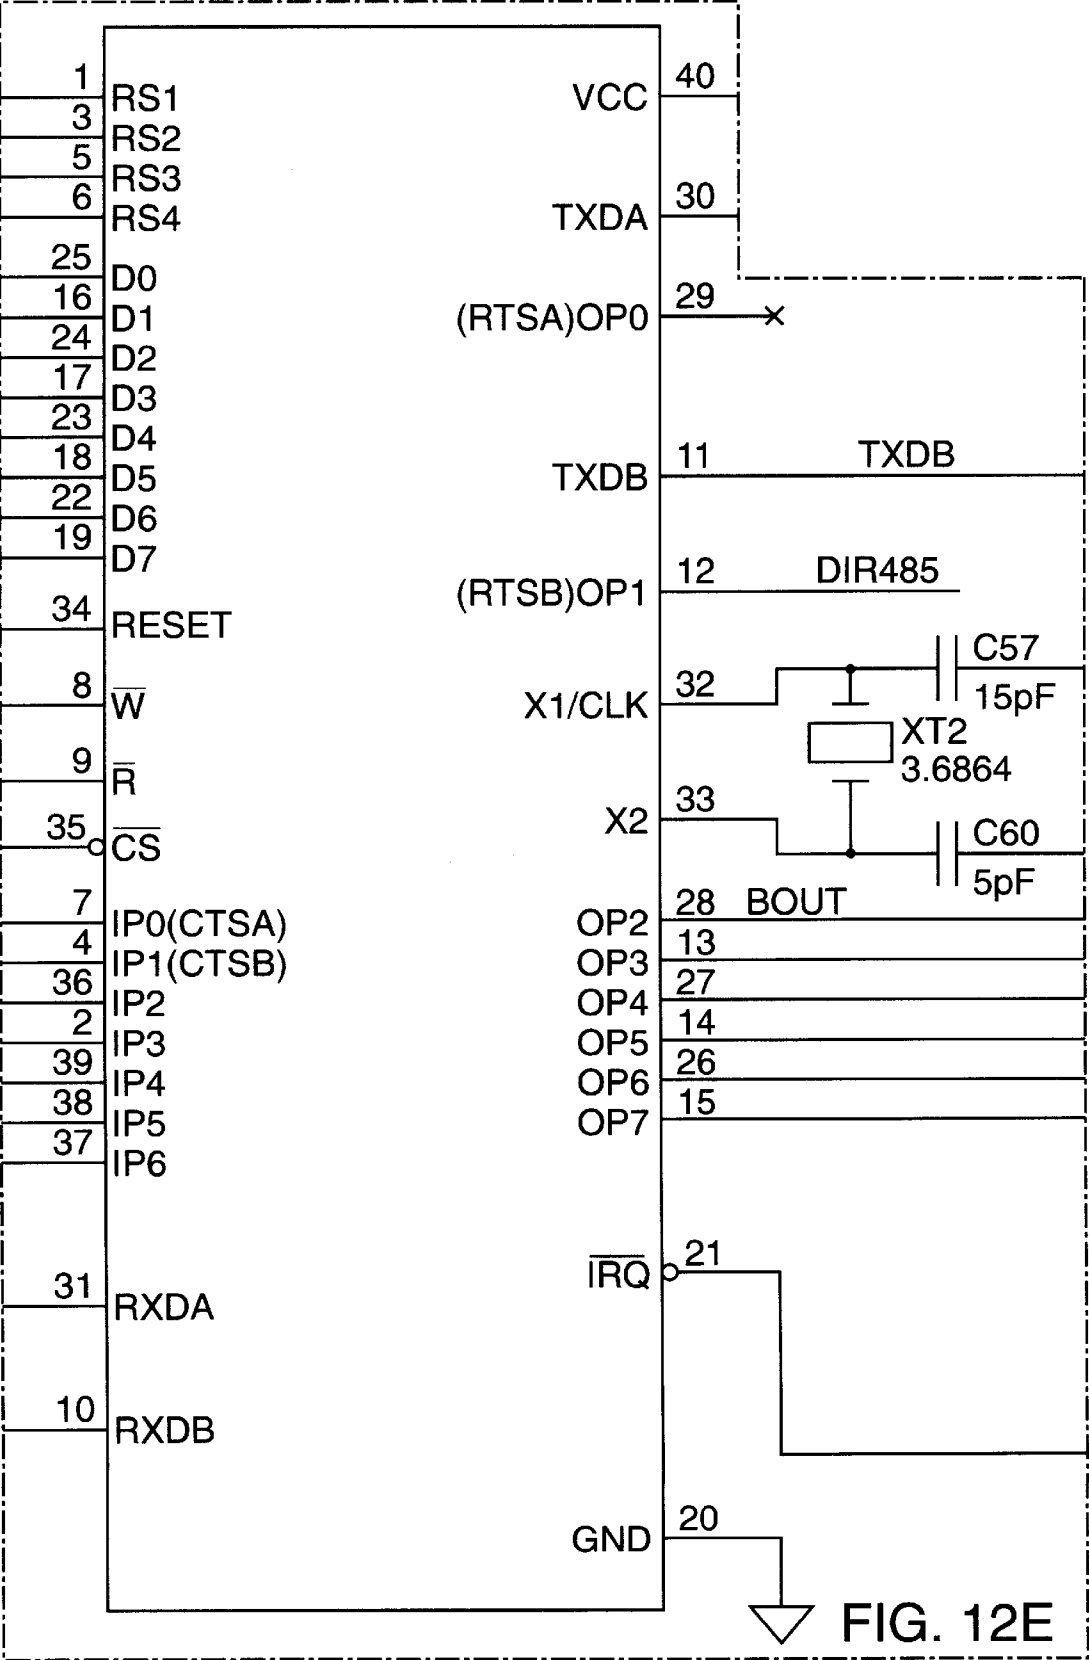 1 RS1
3 RS2
5 RS3
6 RS4
25 D0
16 D1
24 D2
17 D3
23 D4
18 D5
22 D6
19 D7
34 RESET
8 W̅
9 R̅
35 C̅S̅
7 IP0(CTSA)
4 IP1(CTSB)
36 IP2
2 IP3
39 IP4
38 IP5
37 IP6
31 RXDA
10 RXDB
VCC 40
TXDA 30
(RTSA)OP0 29
TXDB 11 TXDB
(RTSB)OP1 12 DIR485
X1/CLK 32
C57
15pF
XT2
3.6864
X2 33
C60
5pF
OP2 28 BOUT
OP3 13
OP4 27
OP5 14
OP6 26
OP7 15
I̅R̅Q̅ 21
GND 20
FIG. 12E